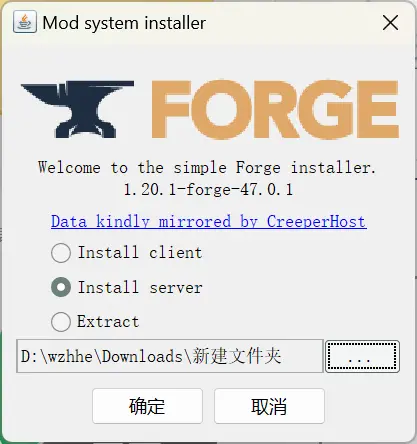 Mod system installer
FORGE
Welcome to the simple Forge installer.
1.20.1-forge-47.0.1
Data kindly mirrored by CreeperHost
Install client
Install server
Extract
D:\wzhhe\Downloads\新建文件夹
...
确定 取消